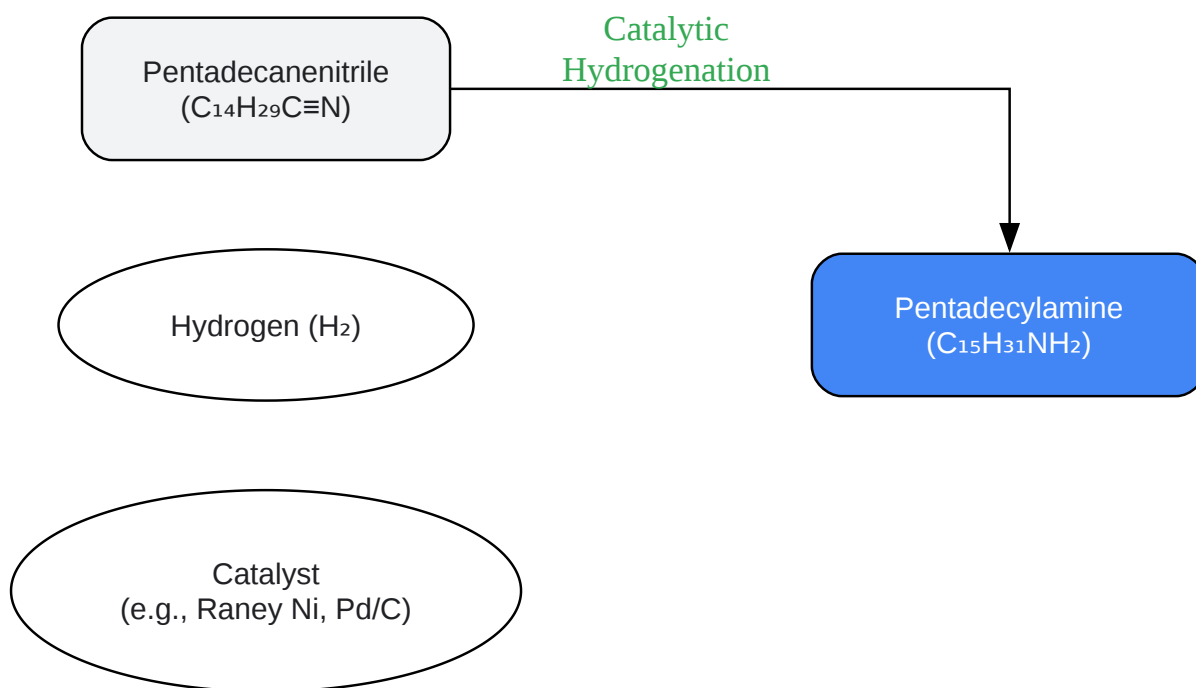 Catalytic
Hydrogenation
Pentadecanenitrile
(C₁₄H₂₉C≡N)
Hydrogen (H₂)
Pentadecylamine
(C₁₅H₃₁NH₂)
Catalyst
(e.g., Raney Ni, Pd/C)